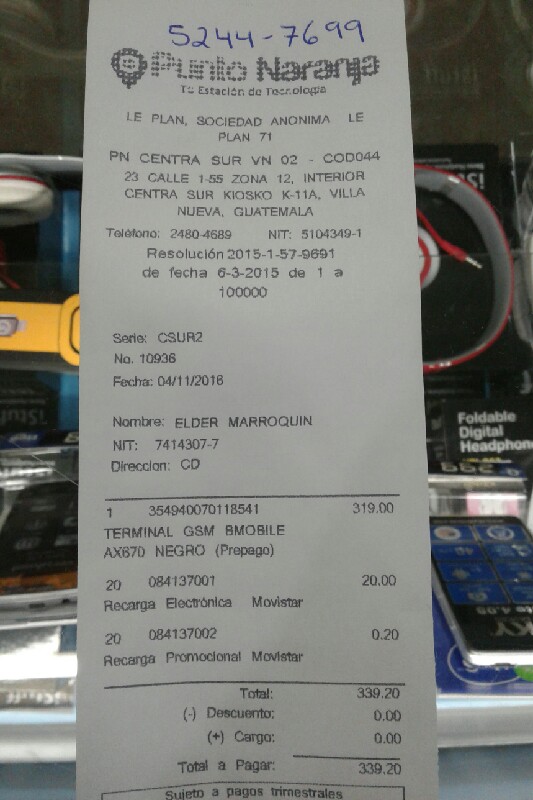 5244-7699
Punto Naranja
Tu Estación de Tecnología
LE PLAN, SOCIEDAD ANONIMA LE
PLAN 71
PN CENTRA SUR VN 02 - COD044
23 CALLE 1-55 ZONA 12, INTERIOR
CENTRA SUR KIOSKO K-11A, VILLA
NUEVA, GUATEMALA
Teléfono: 2480-4689 NIT: 5104349-1
Resolución 2015-1-57-9691
de fecha 6-3-2015 de 1 a
100000
Serie: CSUR2
No. 10936
Fecha: 04/11/2016
Nombre: ELDER MARROQUIN
NIT: 7414307-7
Direccion: CD
1 354940070118541 319.00
TERMINAL GSM BMOBILE
AX670 NEGRO (Prepago)
20 084137001 20.00
Recarga Electrónica Movistar
20 084137002 0.20
Recarga Promocional Movistar
Total: 339.20
(-) Descuento: 0.00
(+) Cargo: 0.00
Total a Pagar: 339.20
Sujeto a pagos trimestrales
Foldable
Digital
Headphone